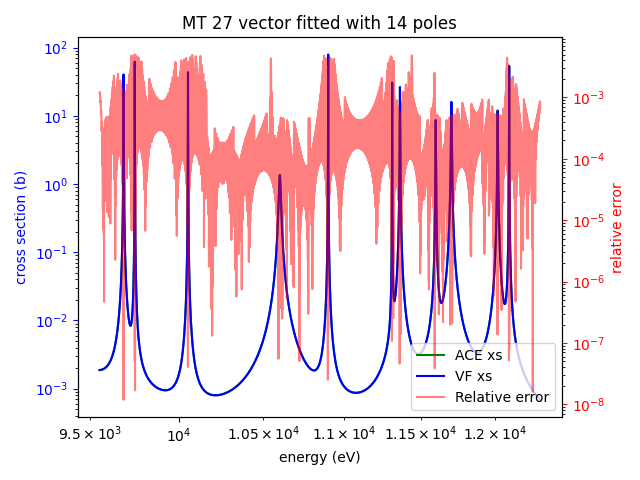 MT 27 vector fitted with 14 poles
10²
10¹
10⁰
10⁻¹
10⁻²
10⁻³
cross section (b)
10⁻³
10⁻⁴
10⁻⁵
10⁻⁶
10⁻⁷
10⁻⁸
relative error
ACE xs
VF xs
Relative error
9.5 × 10³ 10⁴ 1.05 × 10⁴ 1.1 × 10⁴ 1.15 × 10⁴ 1.2 × 10⁴
energy (eV)